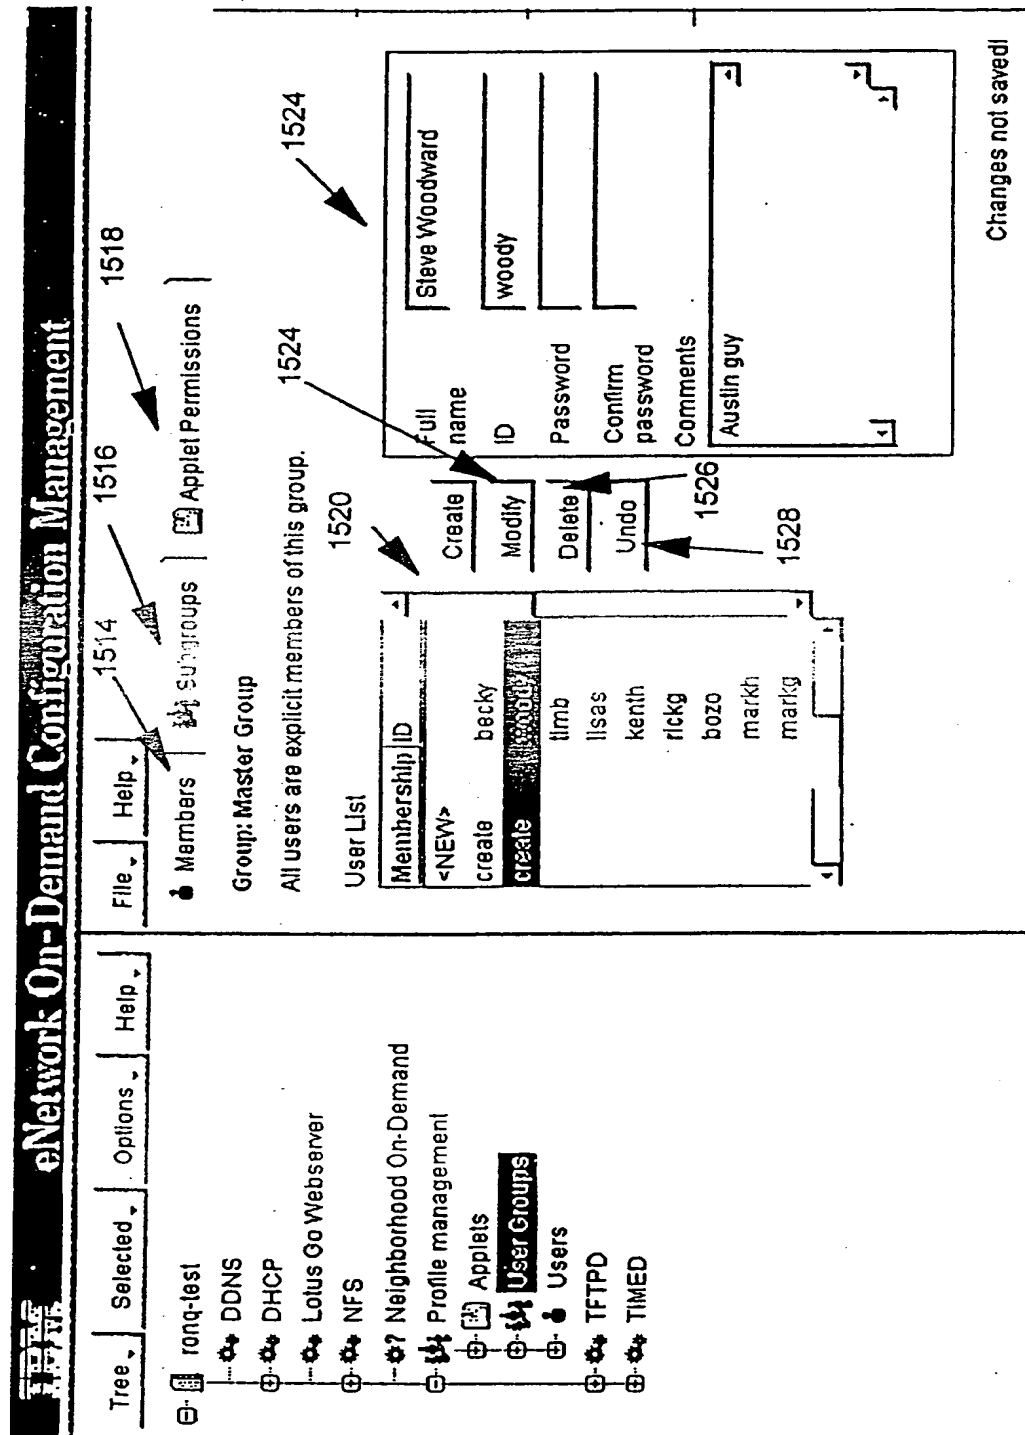 IBM
eNetwork On-Demand Configuration Management
Tree
Selected
Options
Help
ronq-test
DDNS
DHCP
Lotus Go Webserver
NFS
? Neighborhood On-Demand
Profile management
Applets
User Groups
Users
TFTPD
TIMED
File
Help
1514
1516
1518
Members
Subgroups
Applet Permissions
Group: Master Group
All users are explicit members of this group.
User List
1520
1524
1524
Membership ID
<NEW>
create becky
create woody
timb
lisas
kenth
rickg
bozo
markh
markg
Create
Modify
Delete
Undo
1526
1528
Full name
Steve Woodward
ID
woody
Password
Confirm password
Comments
Austin guy
Changes not saved!